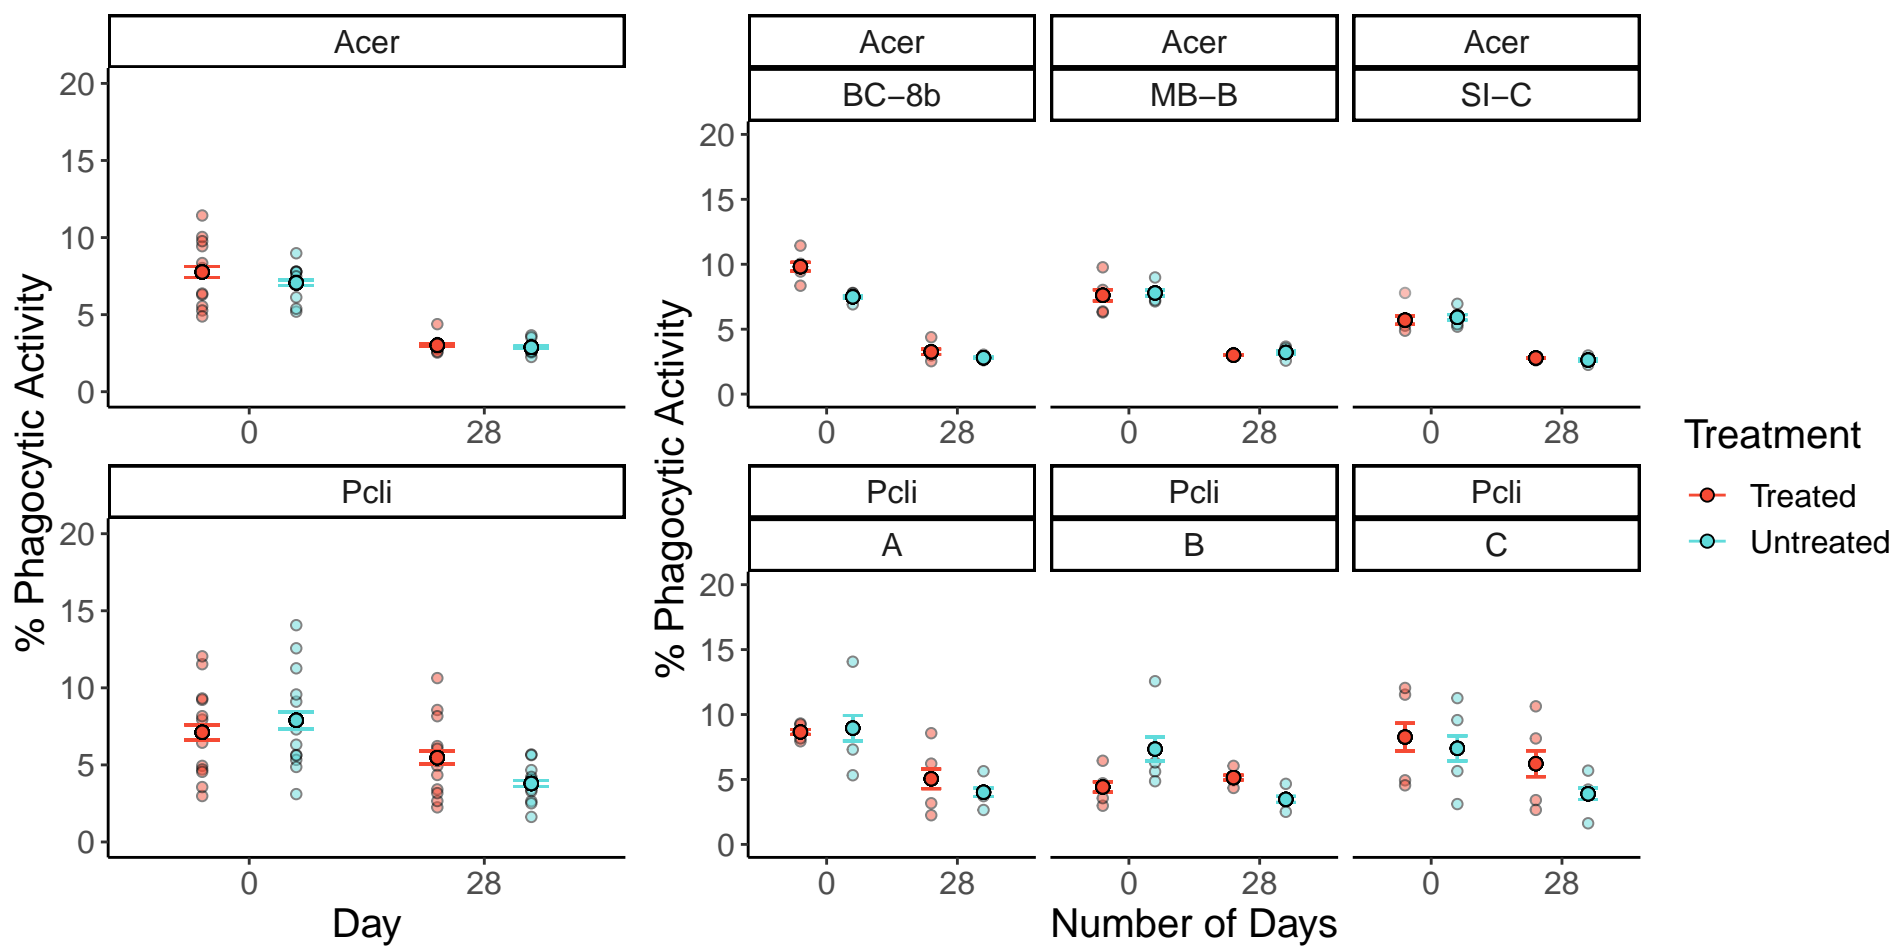 Acer
20
15
10
5
0
0
28
Pcli
20
15
10
5
0
0
28
Day
% Phagocytic Activity
Acer
Acer
Acer
BC−8b
MB−B
SI−C
20
15
10
5
0
0
28
0
28
0
28
Pcli
Pcli
Pcli
A
B
C
20
15
10
5
0
0
28
0
28
0
28
Number of Days
% Phagocytic Activity
Treatment
Treated
Untreated